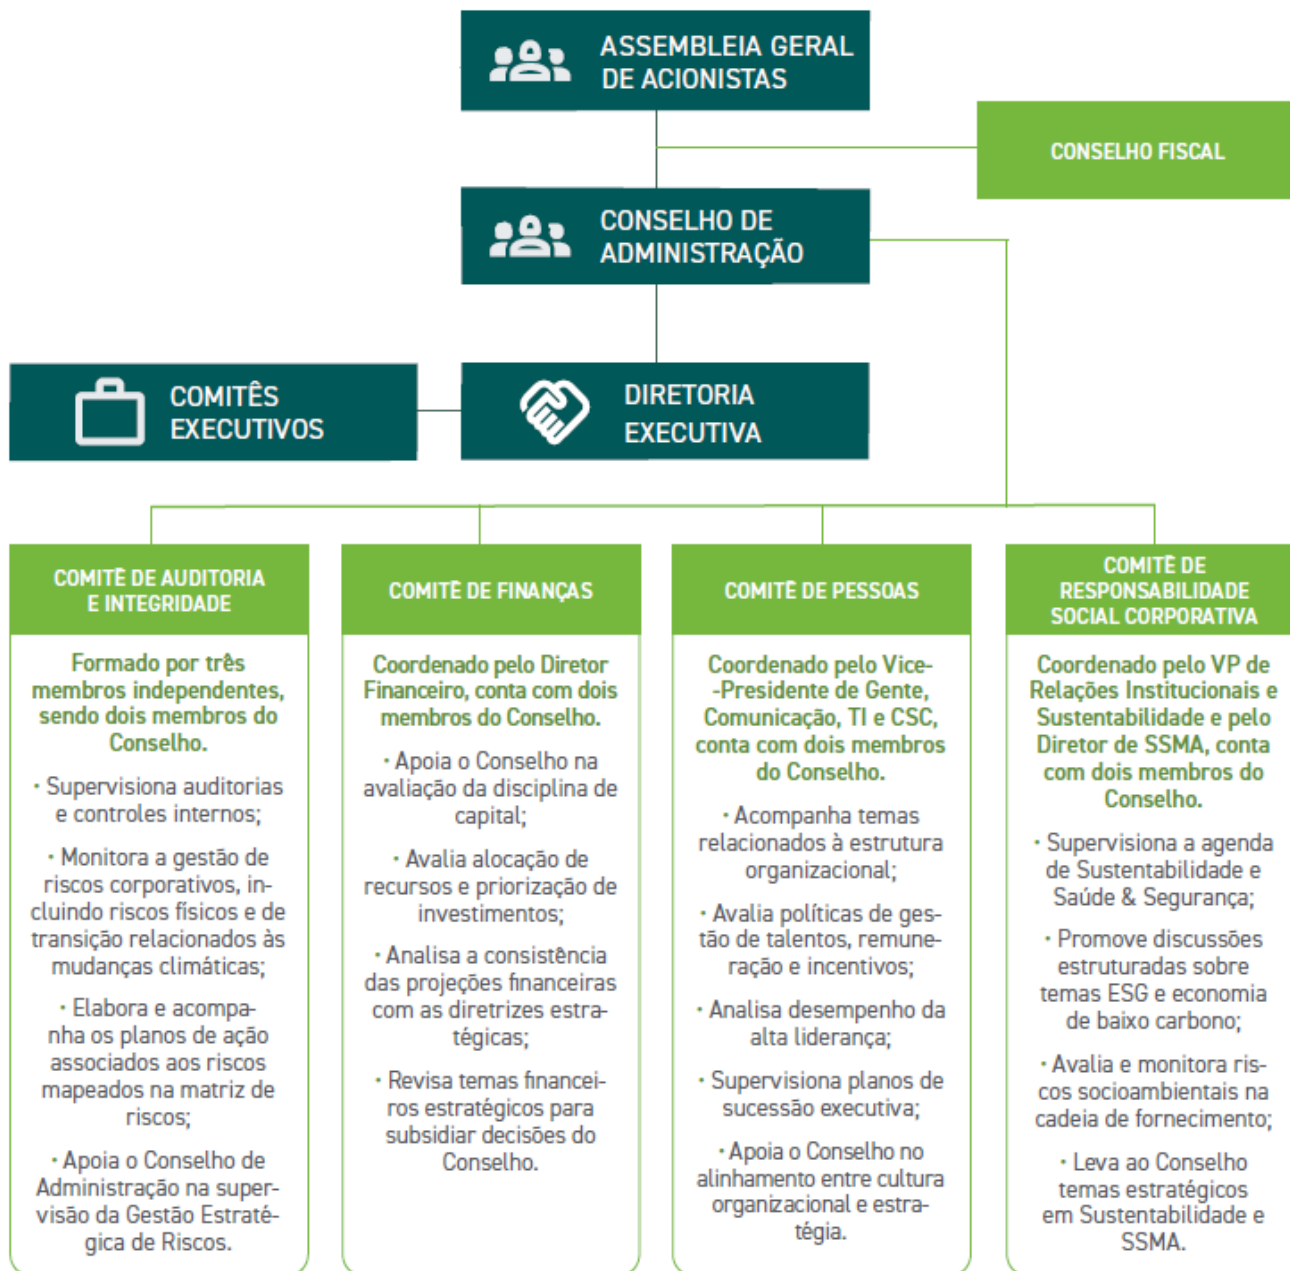 ASSEMBLEIA GERAL
DE ACIONISTAS
CONSELHO FISCAL
CONSELHO DE
ADMINISTRAÇÃO
COMITÊS
EXECUTIVOS
DIRETORIA
EXECUTIVA
COMITÊ DE AUDITORIA
E INTEGRIDADE
Formado por três
membros independentes,
sendo dois membros do
Conselho.
• Supervisiona auditorias
e controles internos;
• Monitora a gestão de
riscos corporativos, in-
cluindo riscos físicos e de
transição relacionados às
mudanças climáticas;
• Elabora e acompa-
nha os planos de ação
associados aos riscos
mapeados na matriz de
riscos;
• Apoia o Conselho de
Administração na super-
visão da Gestão Estraté-
gica de Riscos.
COMITÊ DE FINANÇAS
Coordenado pelo Diretor
Financeiro, conta com dois
membros do Conselho.
• Apoia o Conselho na
avaliação da disciplina de
capital;
• Avalia alocação de
recursos e priorização de
investimentos;
• Analisa a consistência
das projeções financeiras
com as diretrizes estra-
tégicas;
• Revisa temas financei-
ros estratégicos para
subsidiar decisões do
Conselho.
COMITÊ DE PESSOAS
Coordenado pelo Vice-
-Presidente de Gente,
Comunicação, TI e CSC,
conta com dois membros
do Conselho.
• Acompanha temas
relacionados à estrutura
organizacional;
• Avalia políticas de ges-
tão de talentos, remune-
ração e incentivos;
• Analisa desempenho da
alta liderança;
• Supervisiona planos de
sucessão executiva;
• Apoia o Conselho no
alinhamento entre cultura
organizacional e estra-
tégia.
COMITÊ DE
RESPONSABILIDADE
SOCIAL CORPORATIVA
Coordenado pelo VP de
Relações Institucionais e
Sustentabilidade e pelo
Diretor de SSMA, conta
com dois membros do
Conselho.
• Supervisiona a agenda
de Sustentabilidade e
Saúde & Segurança;
• Promove discussões
estruturadas sobre
temas ESG e economia
de baixo carbono;
• Avalia e monitora ris-
cos socioambientais na
cadeia de fornecimento;
• Leva ao Conselho
temas estratégicos
em Sustentabilidade e
SSMA.